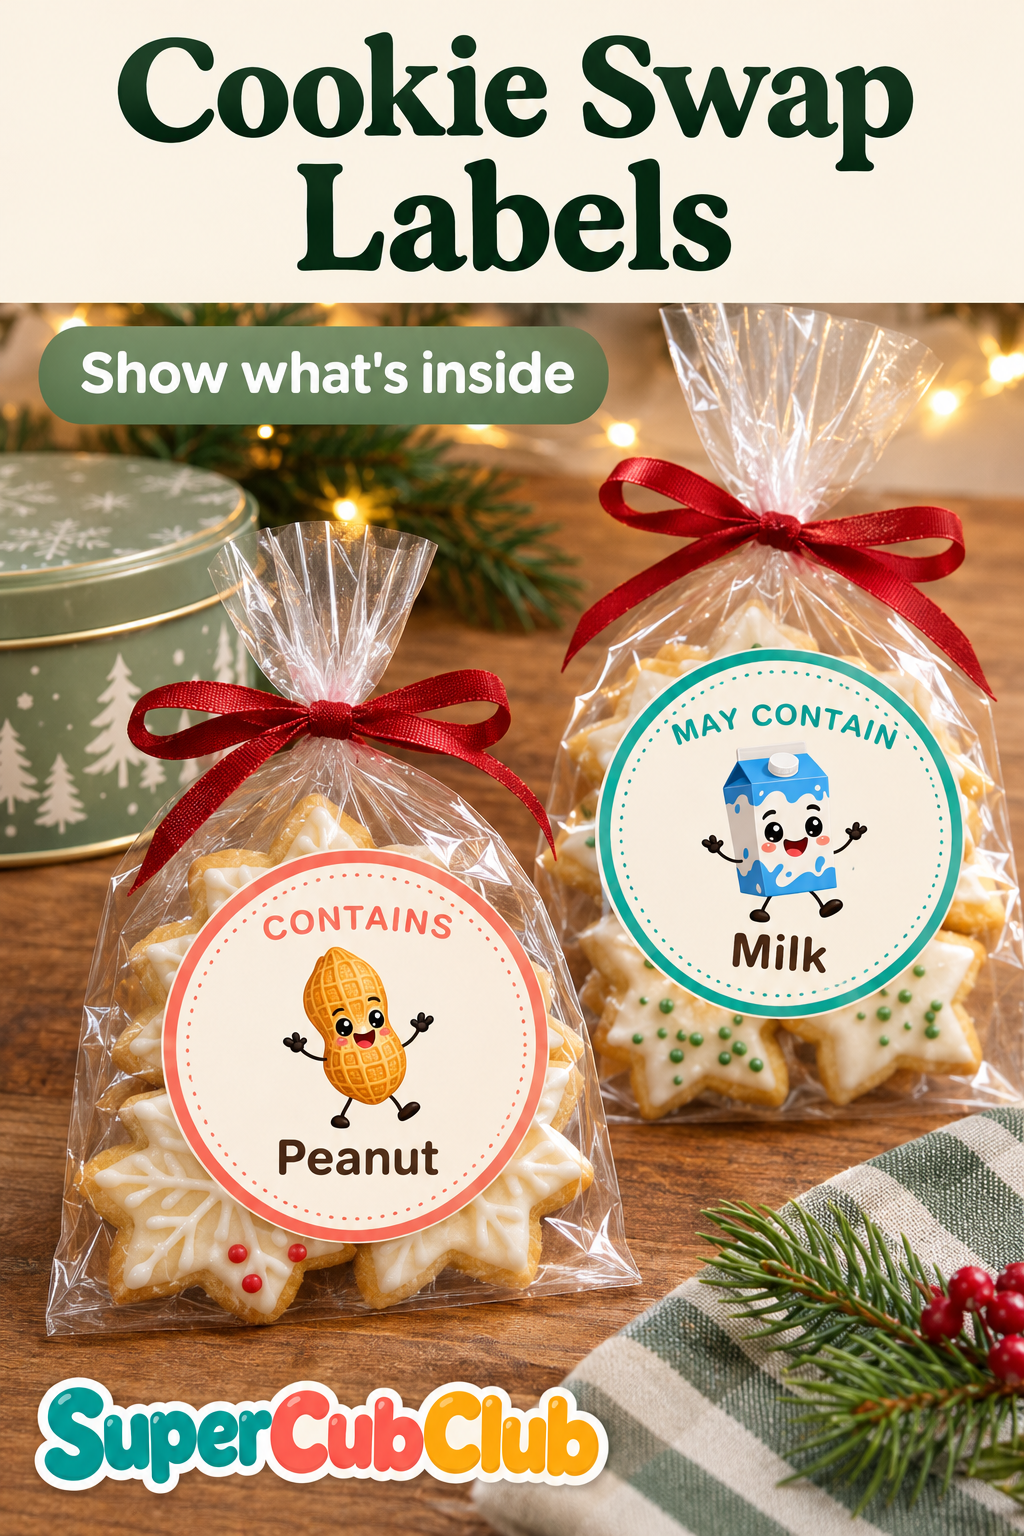 Cookie Swap
Labels
Show what's inside
MAY CONTAIN
Milk
CONTAINS
Peanut
SuperCubClub